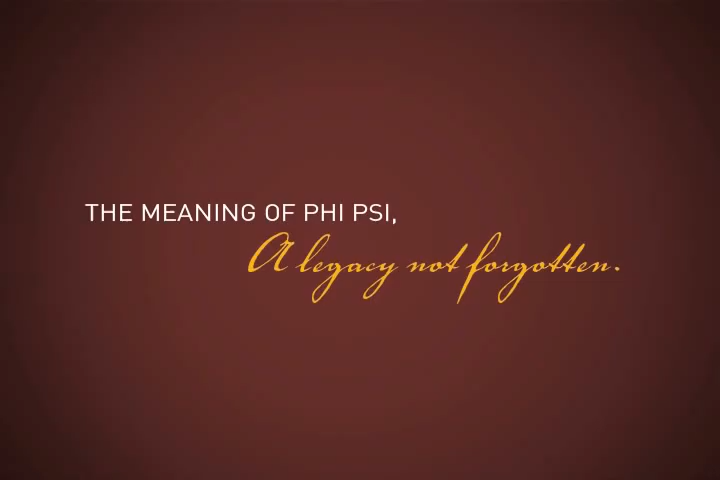 THE MEANING OF PHI PSI,
A legacy not forgotten.